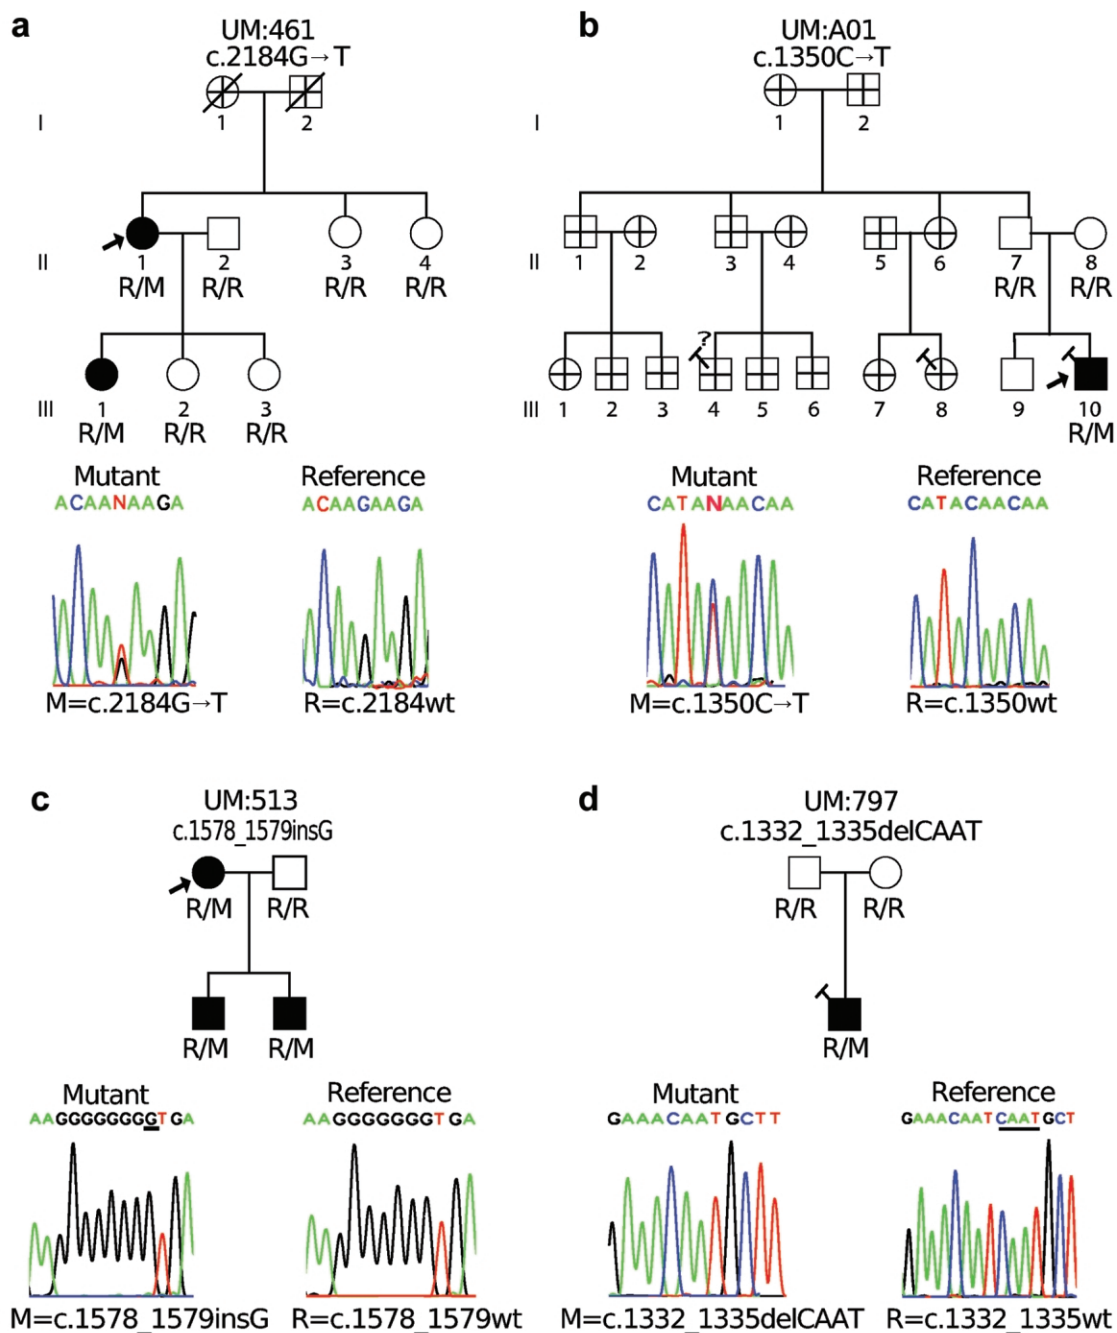 a
UM:461
c.2184G→T
1 2
I
II
1 2 3 4
R/M R/R R/R R/R
III
1 2 3
R/M R/R R/R
Mutant Reference
ACAANAAGA ACAAGAAGA
M=c.2184G→T R=c.2184wt
b
UM:A01
c.1350C→T
1 2
I
II
1 2 3 4 5 6 7 8
R/R R/R
?
III
1 2 3 4 5 6 7 8 9 10
R/M
Mutant Reference
CATANAACAA CATACAACAA
M=c.1350C→T R=c.1350wt
c
UM:513
c.1578_1579insG
R/M R/R
R/M R/M
Mutant Reference
AAGGGGGGGGTGA AAGGGGGGGTGA
M=c.1578_1579insG R=c.1578_1579wt
d
UM:797
c.1332_1335delCAAT
R/R R/R
R/M
Mutant Reference
GAAACAATGCTT GAAACAATCAATGCT
M=c.1332_1335delCAAT R=c.1332_1335wt